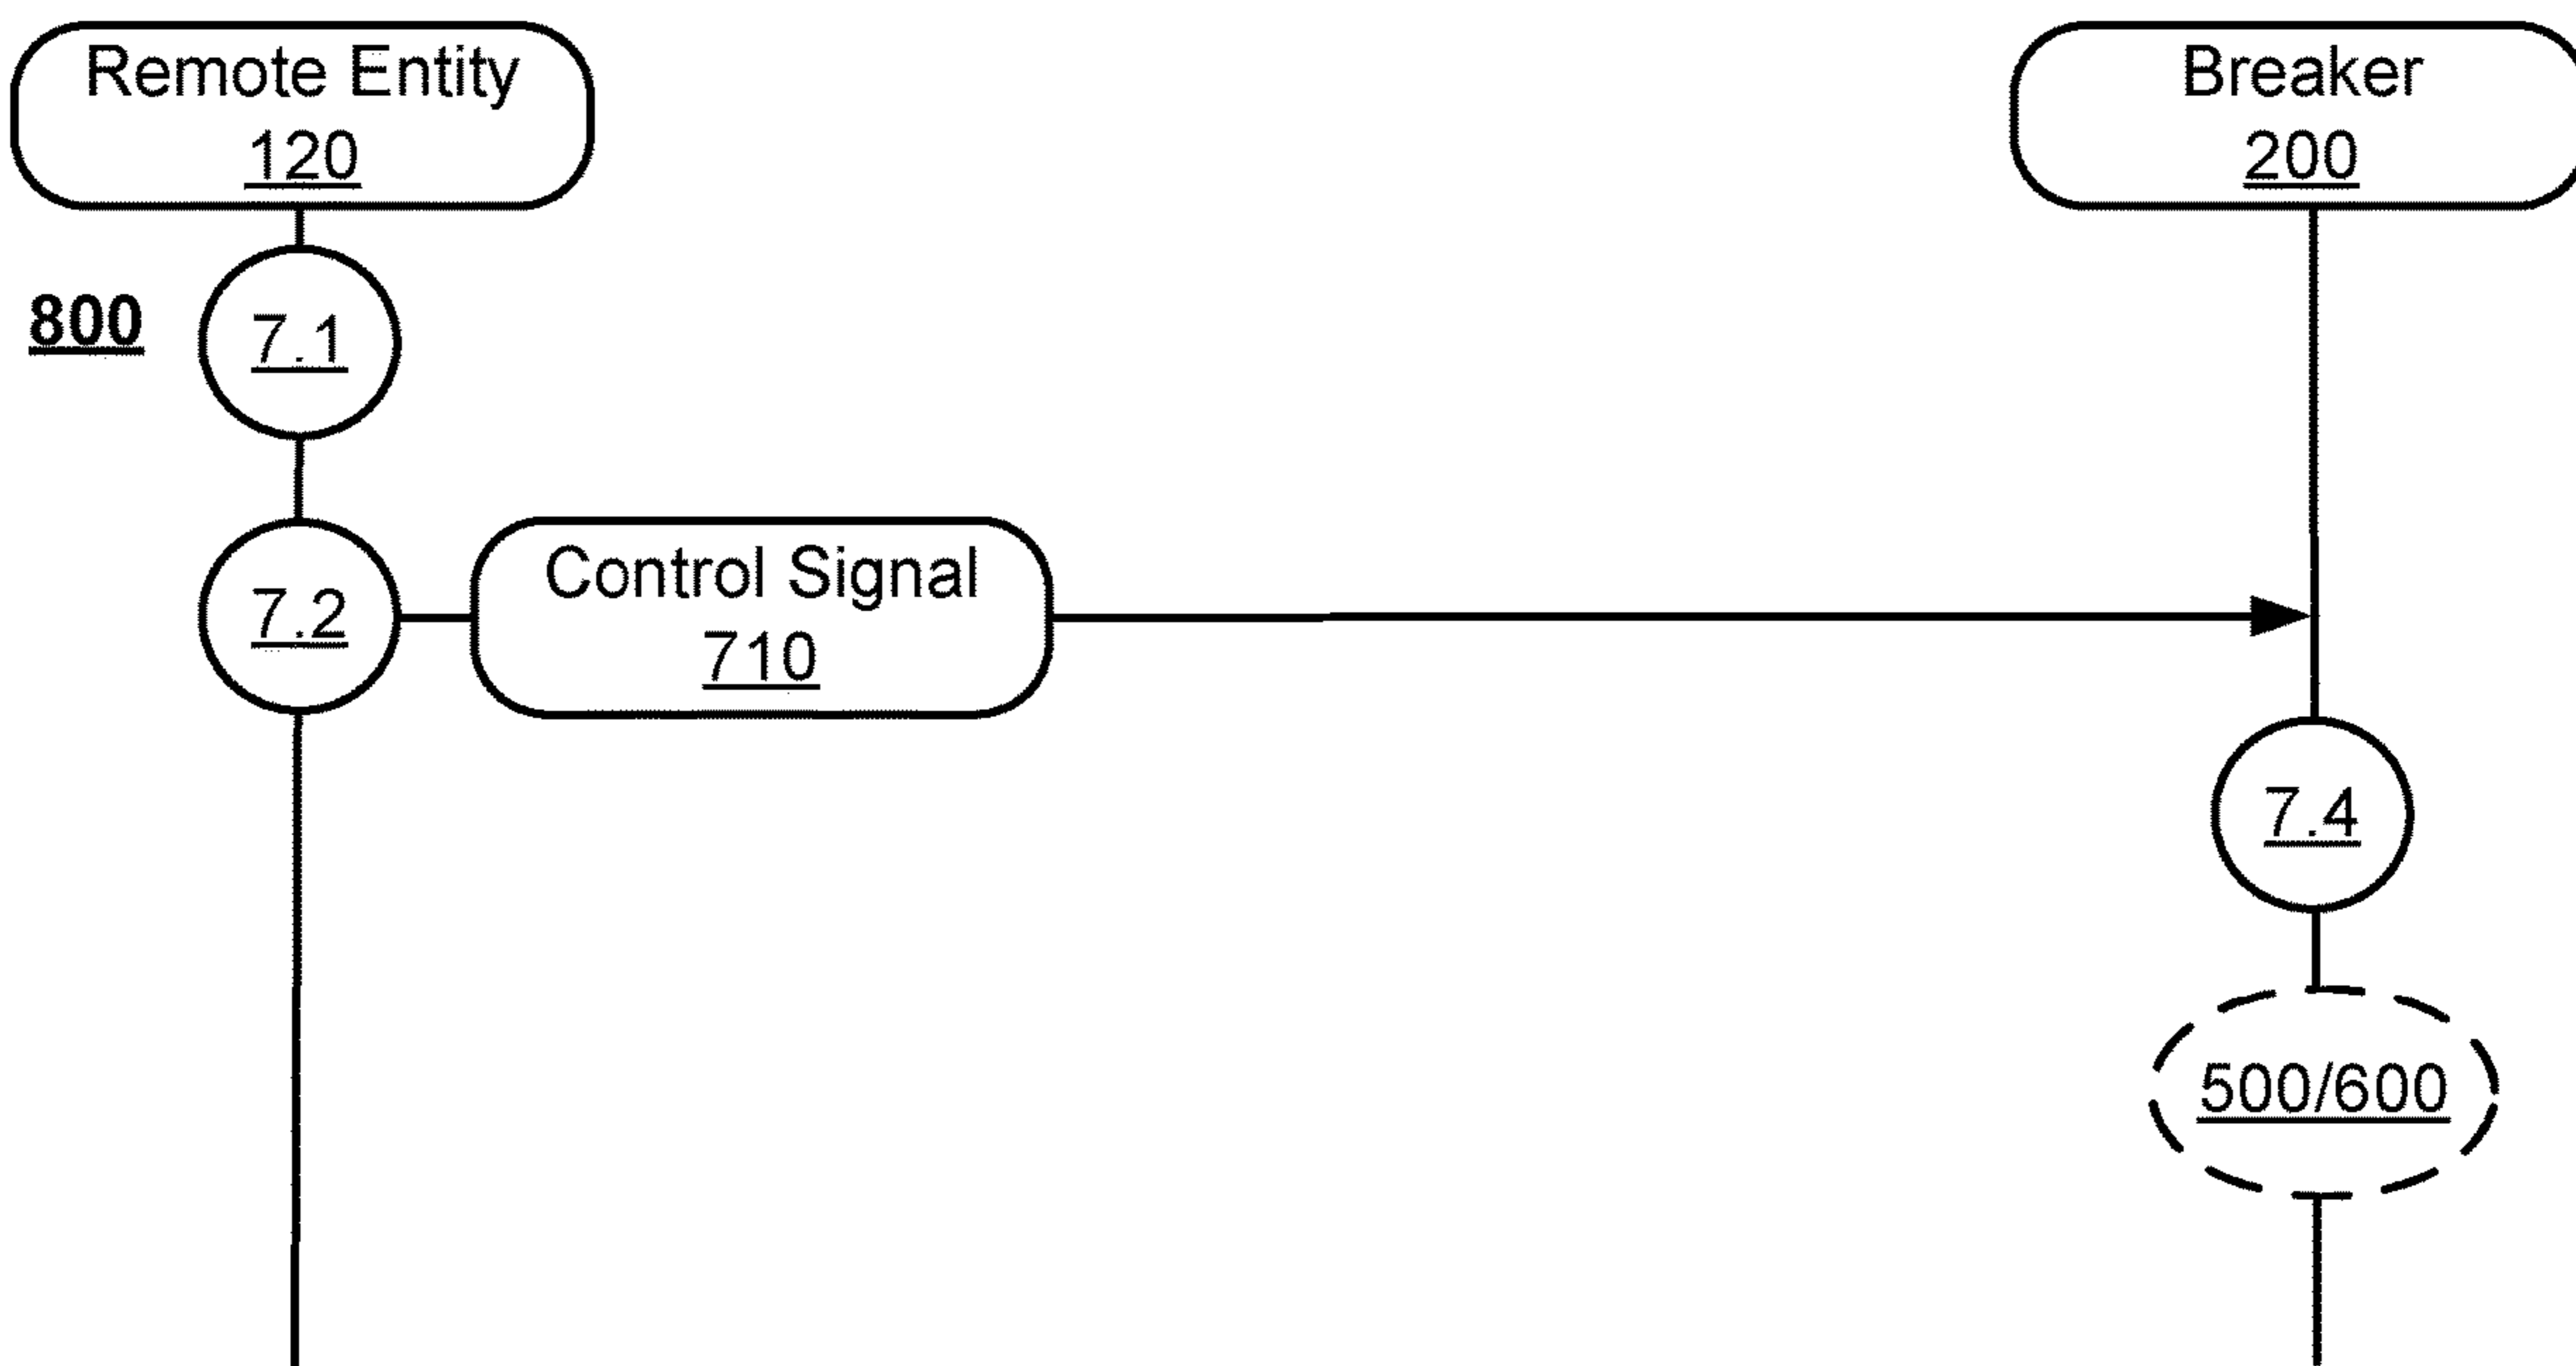 Remote Entity
120
Breaker
200
800
7.1
7.2
Control Signal
710
7.4
500/600